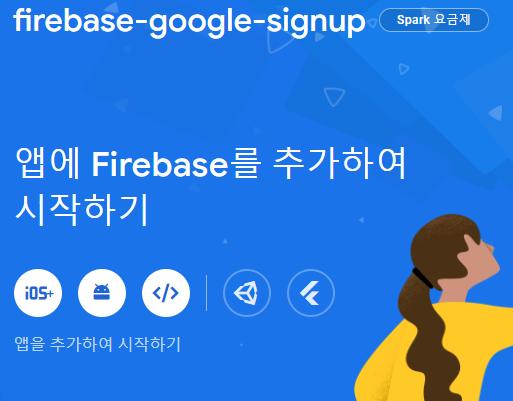 firebase-google-signup
Spark 요금제
앱에 Firebase를 추가하여
시작하기
iOS+
</>
앱을 추가하여 시작하기